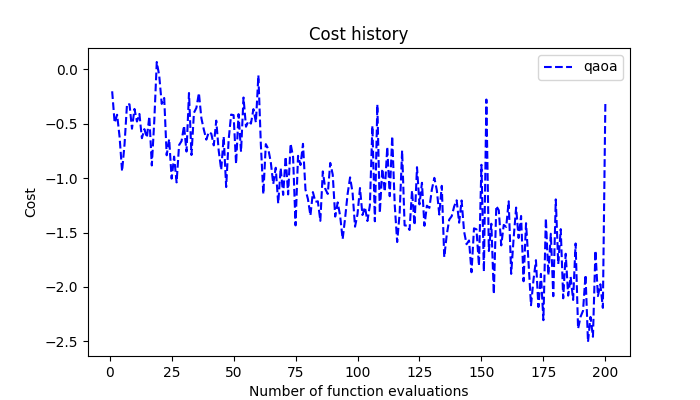 Cost history
qaoa
Cost
0.0
−0.5
−1.0
−1.5
−2.0
−2.5
0 25 50 75 100 125 150 175 200
Number of function evaluations